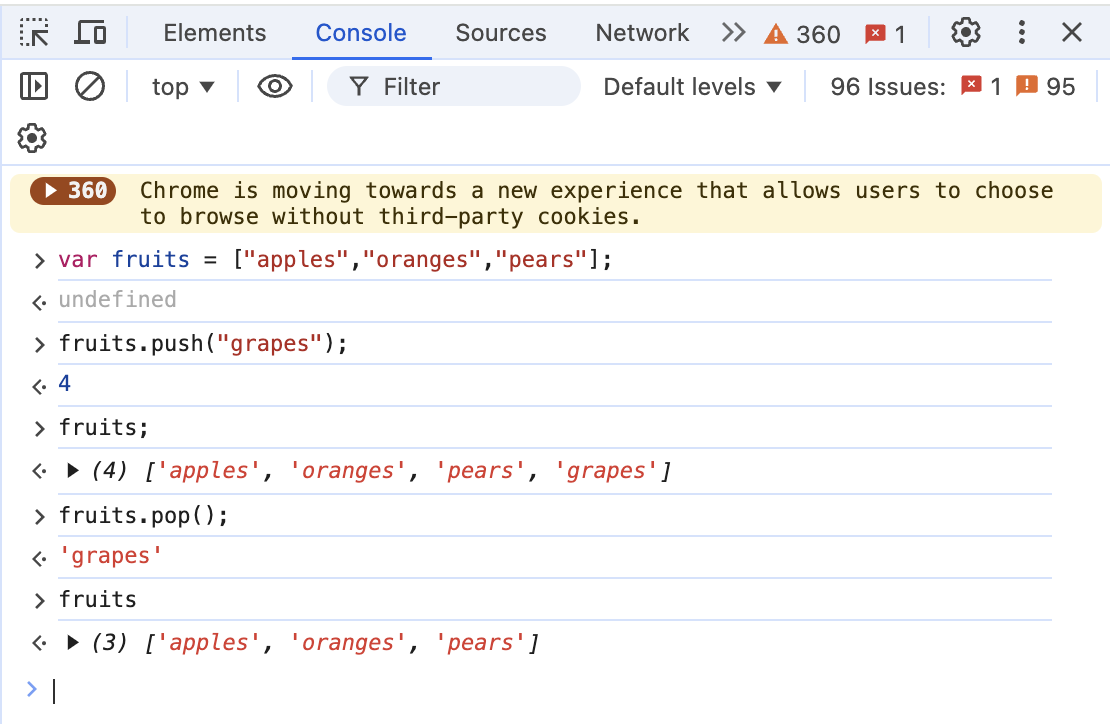 Elements Console Sources Network 360 1
top Filter Default levels 96 Issues: 1 95
360 Chrome is moving towards a new experience that allows users to choose
to browse without third-party cookies.
var fruits = ["apples","oranges","pears"];
undefined
fruits.push("grapes");
4
fruits;
(4) ['apples', 'oranges', 'pears', 'grapes']
fruits.pop();
'grapes'
fruits
(3) ['apples', 'oranges', 'pears']